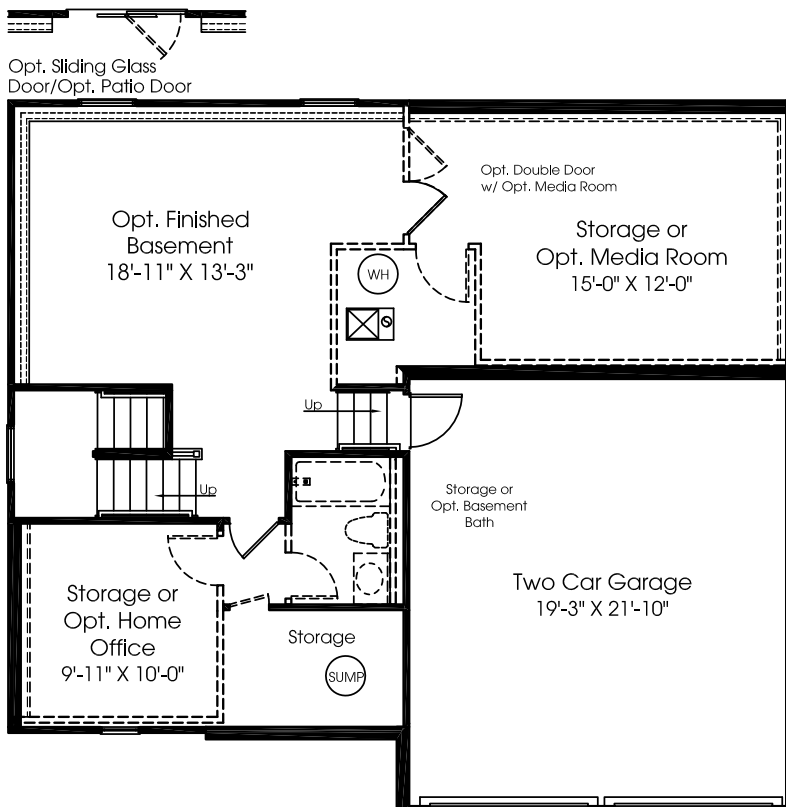 Opt. Sliding Glass
Door/Opt. Patio Door
Opt. Finished
Basement
18'-11" X 13'-3"
Opt. Double Door
w/ Opt. Media Room
Storage or
Opt. Media Room
15'-0" X 12'-0"
WH
Up
Up
Storage or
Opt. Basement
Bath
Two Car Garage
19'-3" X 21'-10"
Storage or
Opt. Home
Office
9'-11" X 10'-0"
Storage
SUMP